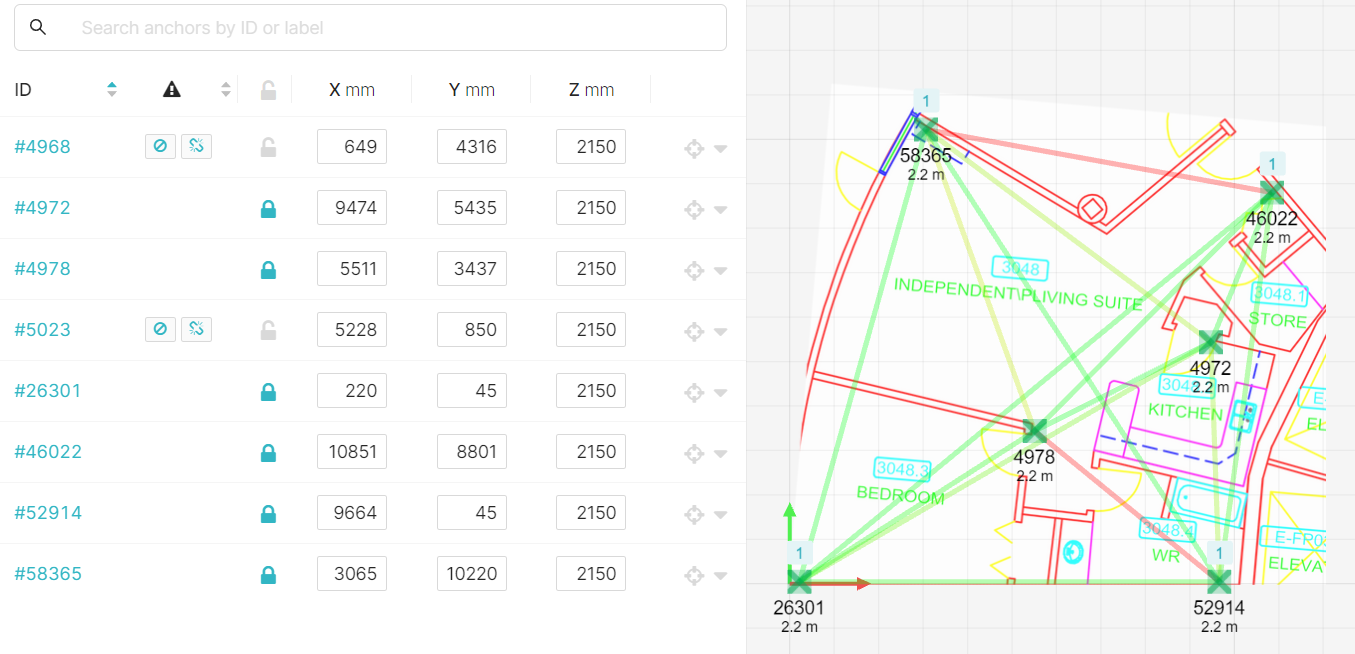 Search anchors by ID or label
ID X mm Y mm Z mm
#4968 649 4316 2150
#4972 9474 5435 2150
#4978 5511 3437 2150
#5023 5228 850 2150
#26301 220 45 2150
#46022 10851 8801 2150
#52914 9664 45 2150
#58365 3065 10220 2150
1
58365
2.2 m
1
46022
2.2 m
3048
INDEPENDENT\PLIVING SUITE
3048.1
STORE
4972
2.2 m
KITCHEN
4978
2.2 m
3048.3
BEDROOM
3048.4
WR
E-FP0
ELEVA
1
26301
2.2 m
1
52914
2.2 m